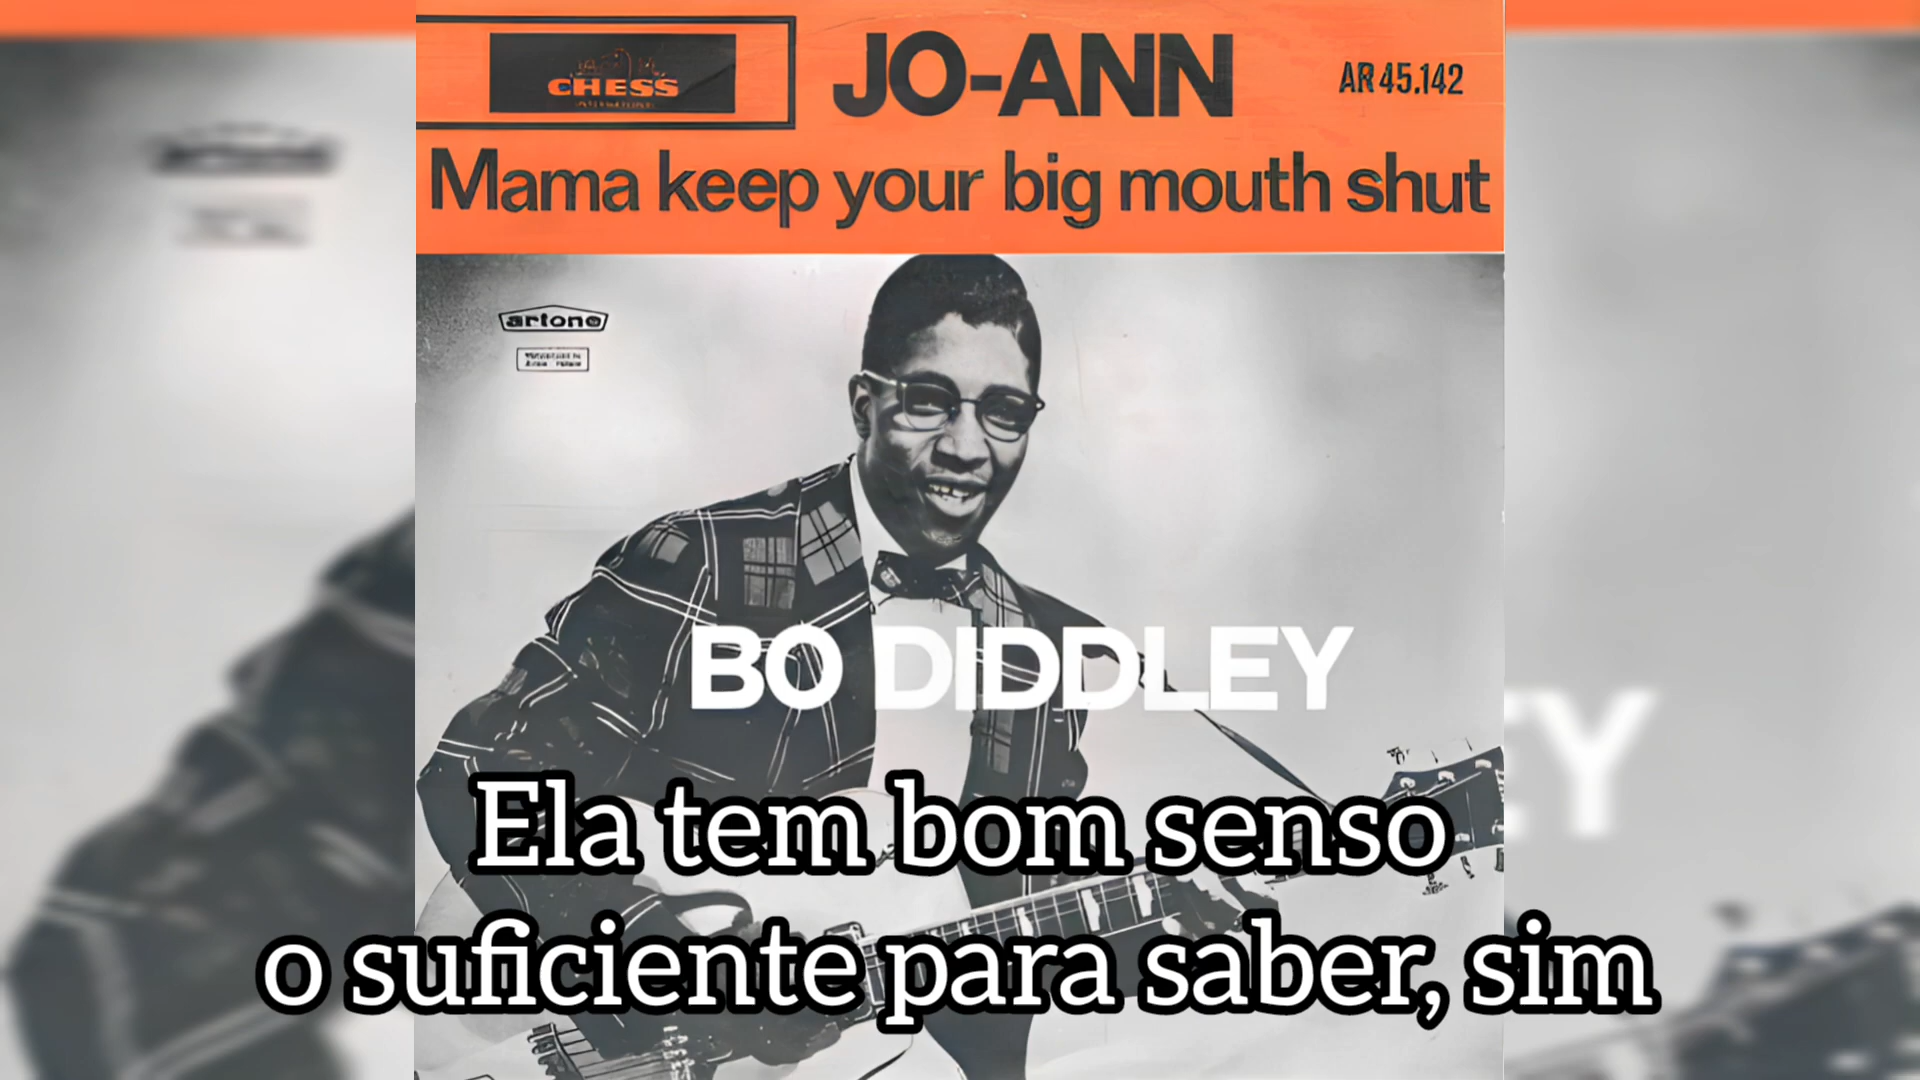 CHESS
JO-ANN
AR 45.142
Mama keep your big mouth shut
artone
BO DIDDLEY
Ela tem bom senso
o suficiente para saber, sim